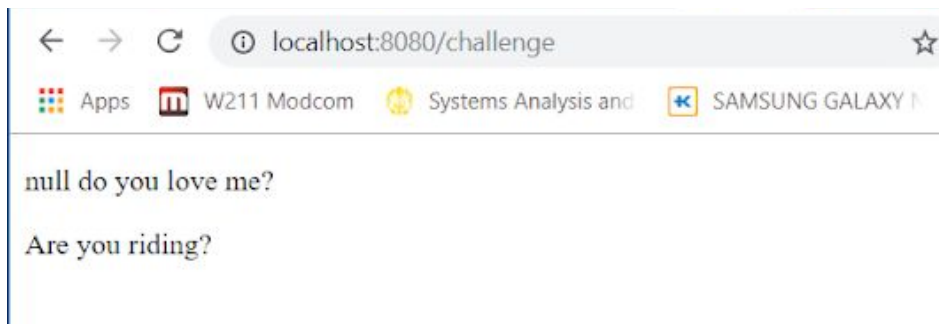 localhost:8080/challenge
Apps W211 Modcom Systems Analysis and SAMSUNG GALAXY
null do you love me?
Are you riding?